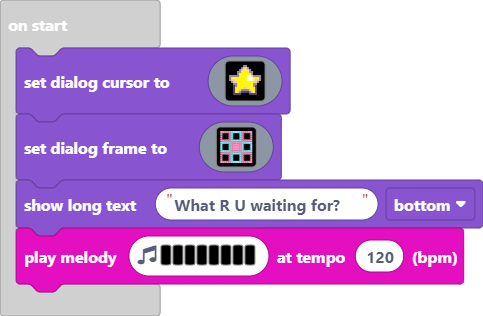 on start
set dialog cursor to
set dialog frame to
show long text "What R U waiting for?" bottom
play melody at tempo 120 (bpm)